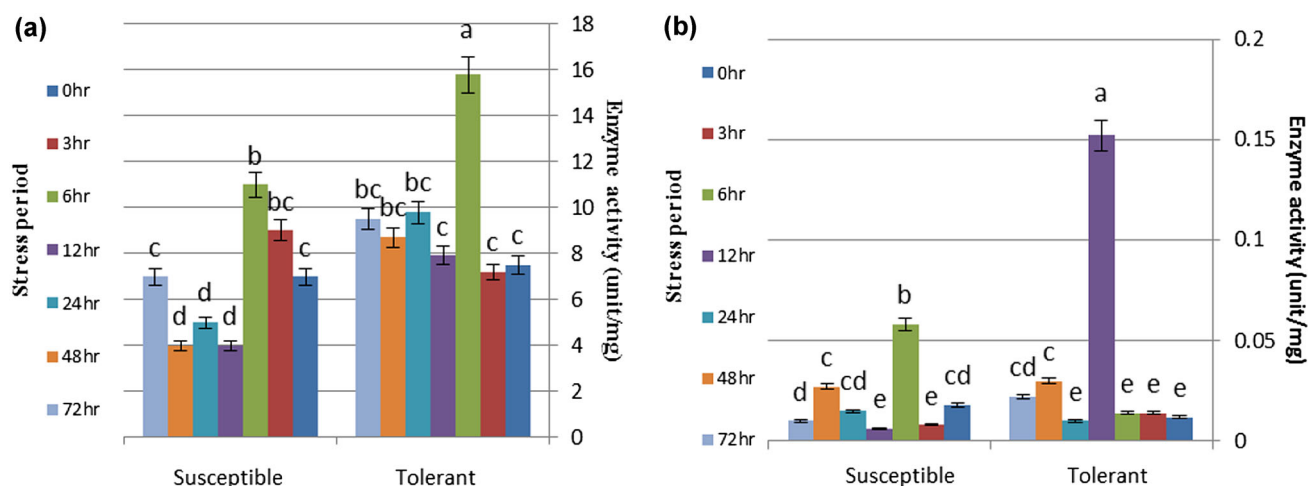 (a)
Stress period
0hr
3hr
6hr
12hr
24hr
48hr
72hr
c
d
d
d
b
bc
c
bc
bc
bc
c
a
c
c
18
16
14
12
10
8
6
4
2
0
Enzyme activity (unit/mg)
Susceptible
Tolerant
(b)
Stress period
0hr
3hr
6hr
12hr
24hr
48hr
72hr
d
c
cd
e
b
e
cd
cd
c
e
a
e
e
e
0.2
0.15
0.1
0.05
0
Enzyme activity (unit/mg)
Susceptible
Tolerant